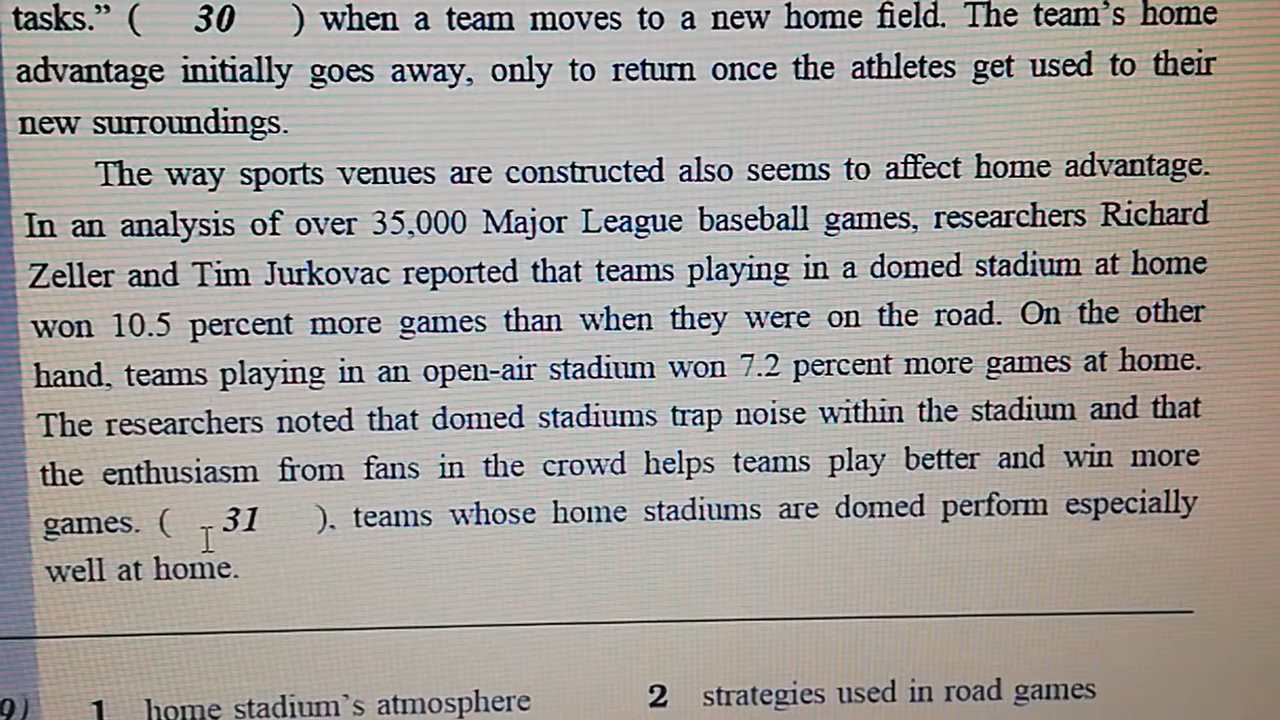 tasks.” ( 30 ) when a team moves to a new home field. The team’s home
advantage initially goes away, only to return once the athletes get used to their
new surroundings.
The way sports venues are constructed also seems to affect home advantage.
In an analysis of over 35,000 Major League baseball games, researchers Richard
Zeller and Tim Jurkovac reported that teams playing in a domed stadium at home
won 10.5 percent more games than when they were on the road. On the other
hand, teams playing in an open-air stadium won 7.2 percent more games at home.
The researchers noted that domed stadiums trap noise within the stadium and that
the enthusiasm from fans in the crowd helps teams play better and win more
games. ( 31 ), teams whose home stadiums are domed perform especially
well at home.
9) 1 home stadium’s atmosphere 2 strategies used in road games